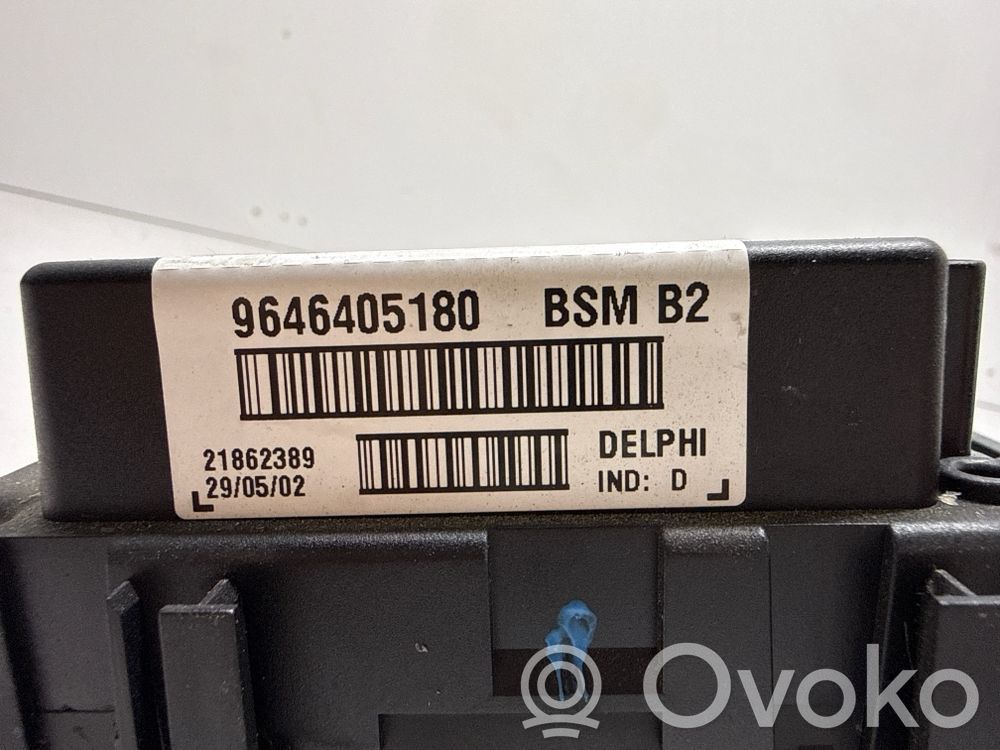 9646405180 BSM B2
21862389
29/05/02
DELPHI
IND: D
Ovoko